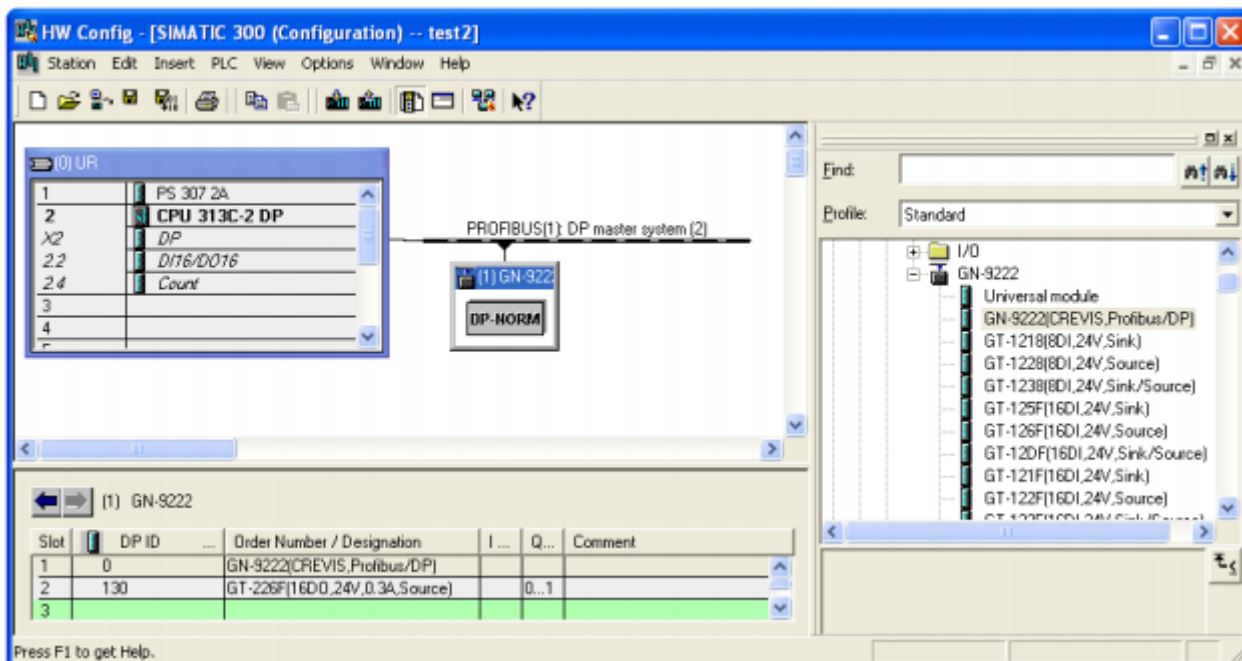 HW Config - [SIMATIC 300 (Configuration) -- test2]
Station Edit Insert PLC View Options Window Help
(0) UR
1 PS 307 2A
2 CPU 313C-2 DP
X2 DP
2.2 DI16/DO16
2.4 Count
3
4
PROFIBUS(1): DP master system (2)
(1) GN-922
DP-NORM
Find:
Profile: Standard
I/O
GN-9222
Universal module
GN-9222(CREVIS,Profibus/DP)
GT-1218(8DI,24V,Sink)
GT-1228(8DI,24V,Source)
GT-1238(8DI,24V,Sink/Source)
GT-125F(16DI,24V,Sink)
GT-126F(16DI,24V,Source)
GT-12DF(16DI,24V,Sink/Source)
GT-121F(16DI,24V,Sink)
GT-122F(16DI,24V,Source)
(1) GN-9222
Slot DP ID ... Order Number / Designation I ... Q... Comment
1 0 GN-9222(CREVIS,Profibus/DP)
2 130 GT-226F(16DO,24V,0.3A,Source) 0...1
3
Press F1 to get Help.